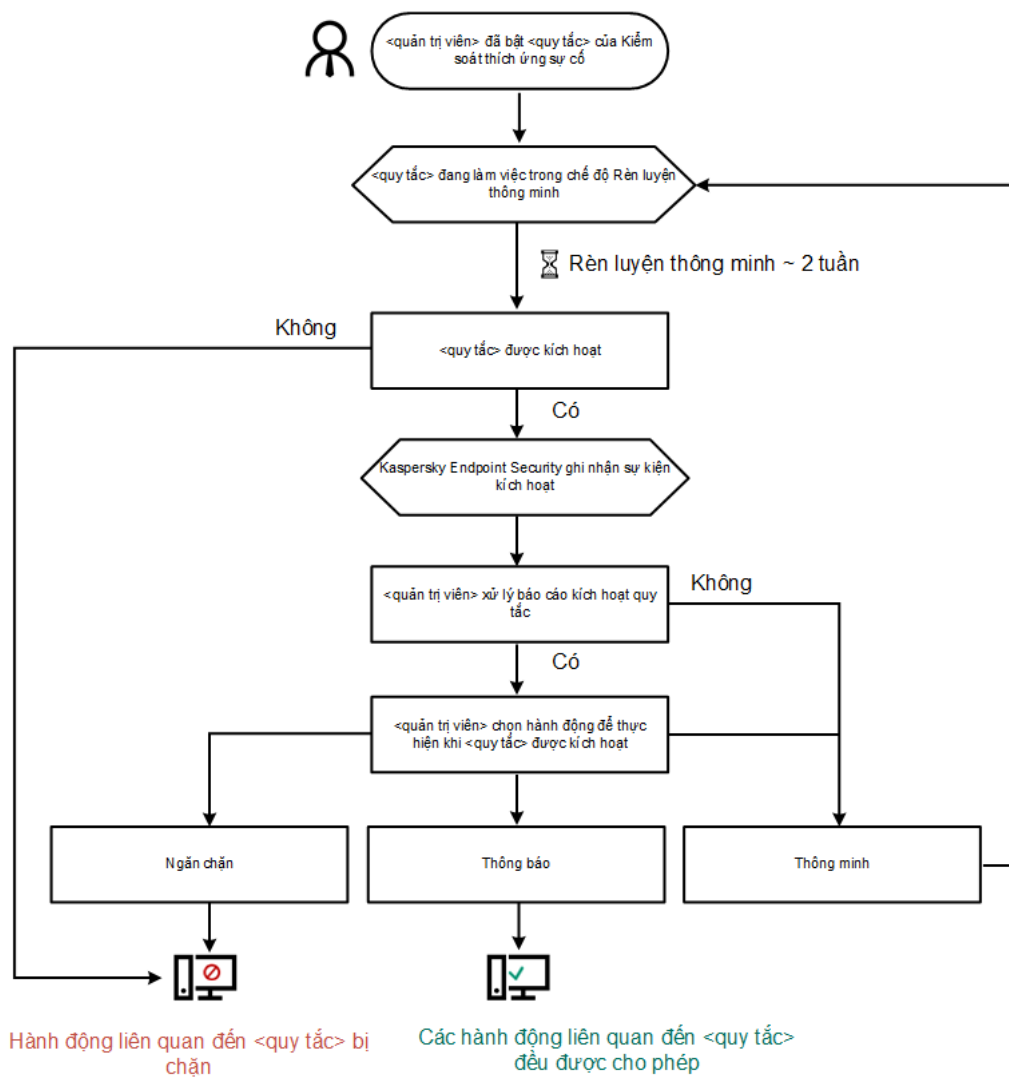 <quản trị viên> đã bật <quy tắc> của Kiểm
soát thích ứng sự cố
<quy tắc> đang làm việc trong chế độ Rèn luyện
thông minh
Rèn luyện thông minh ~ 2 tuần
Không
<quy tắc> được kích hoạt
Có
Kaspersky Endpoint Security ghi nhận sự kiện
kích hoạt
<quản trị viên> xử lý báo cáo kích hoạt quy
tắc
Không
Có
<quản trị viên> chọn hành động để thực
hiện khi <quy tắc> được kích hoạt
Ngăn chặn
Thông báo
Thông minh
Hành động liên quan đến <quy tắc> bị
chặn
Các hành động liên quan đến <quy tắc>
đều được cho phép